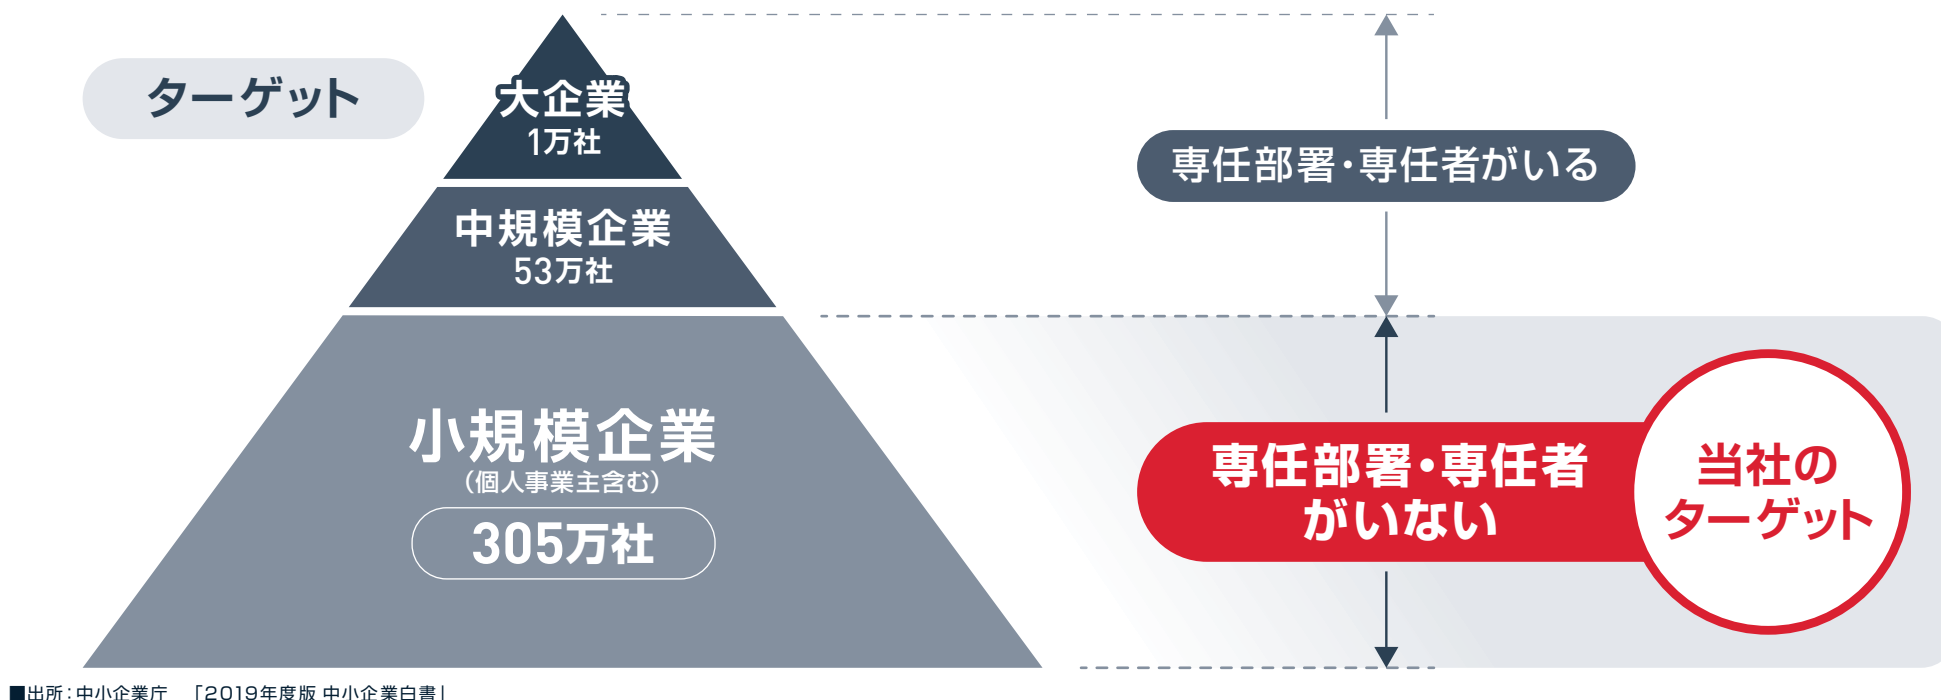 ターゲット
大企業
1万社
専任部署・専任者がいる
中規模企業
53万社
小規模企業
（個人事業主含む）
305万社
専任部署・専任者
がいない
当社の
ターゲット
■出所：中小企業庁　「2019年度版 中小企業白書」